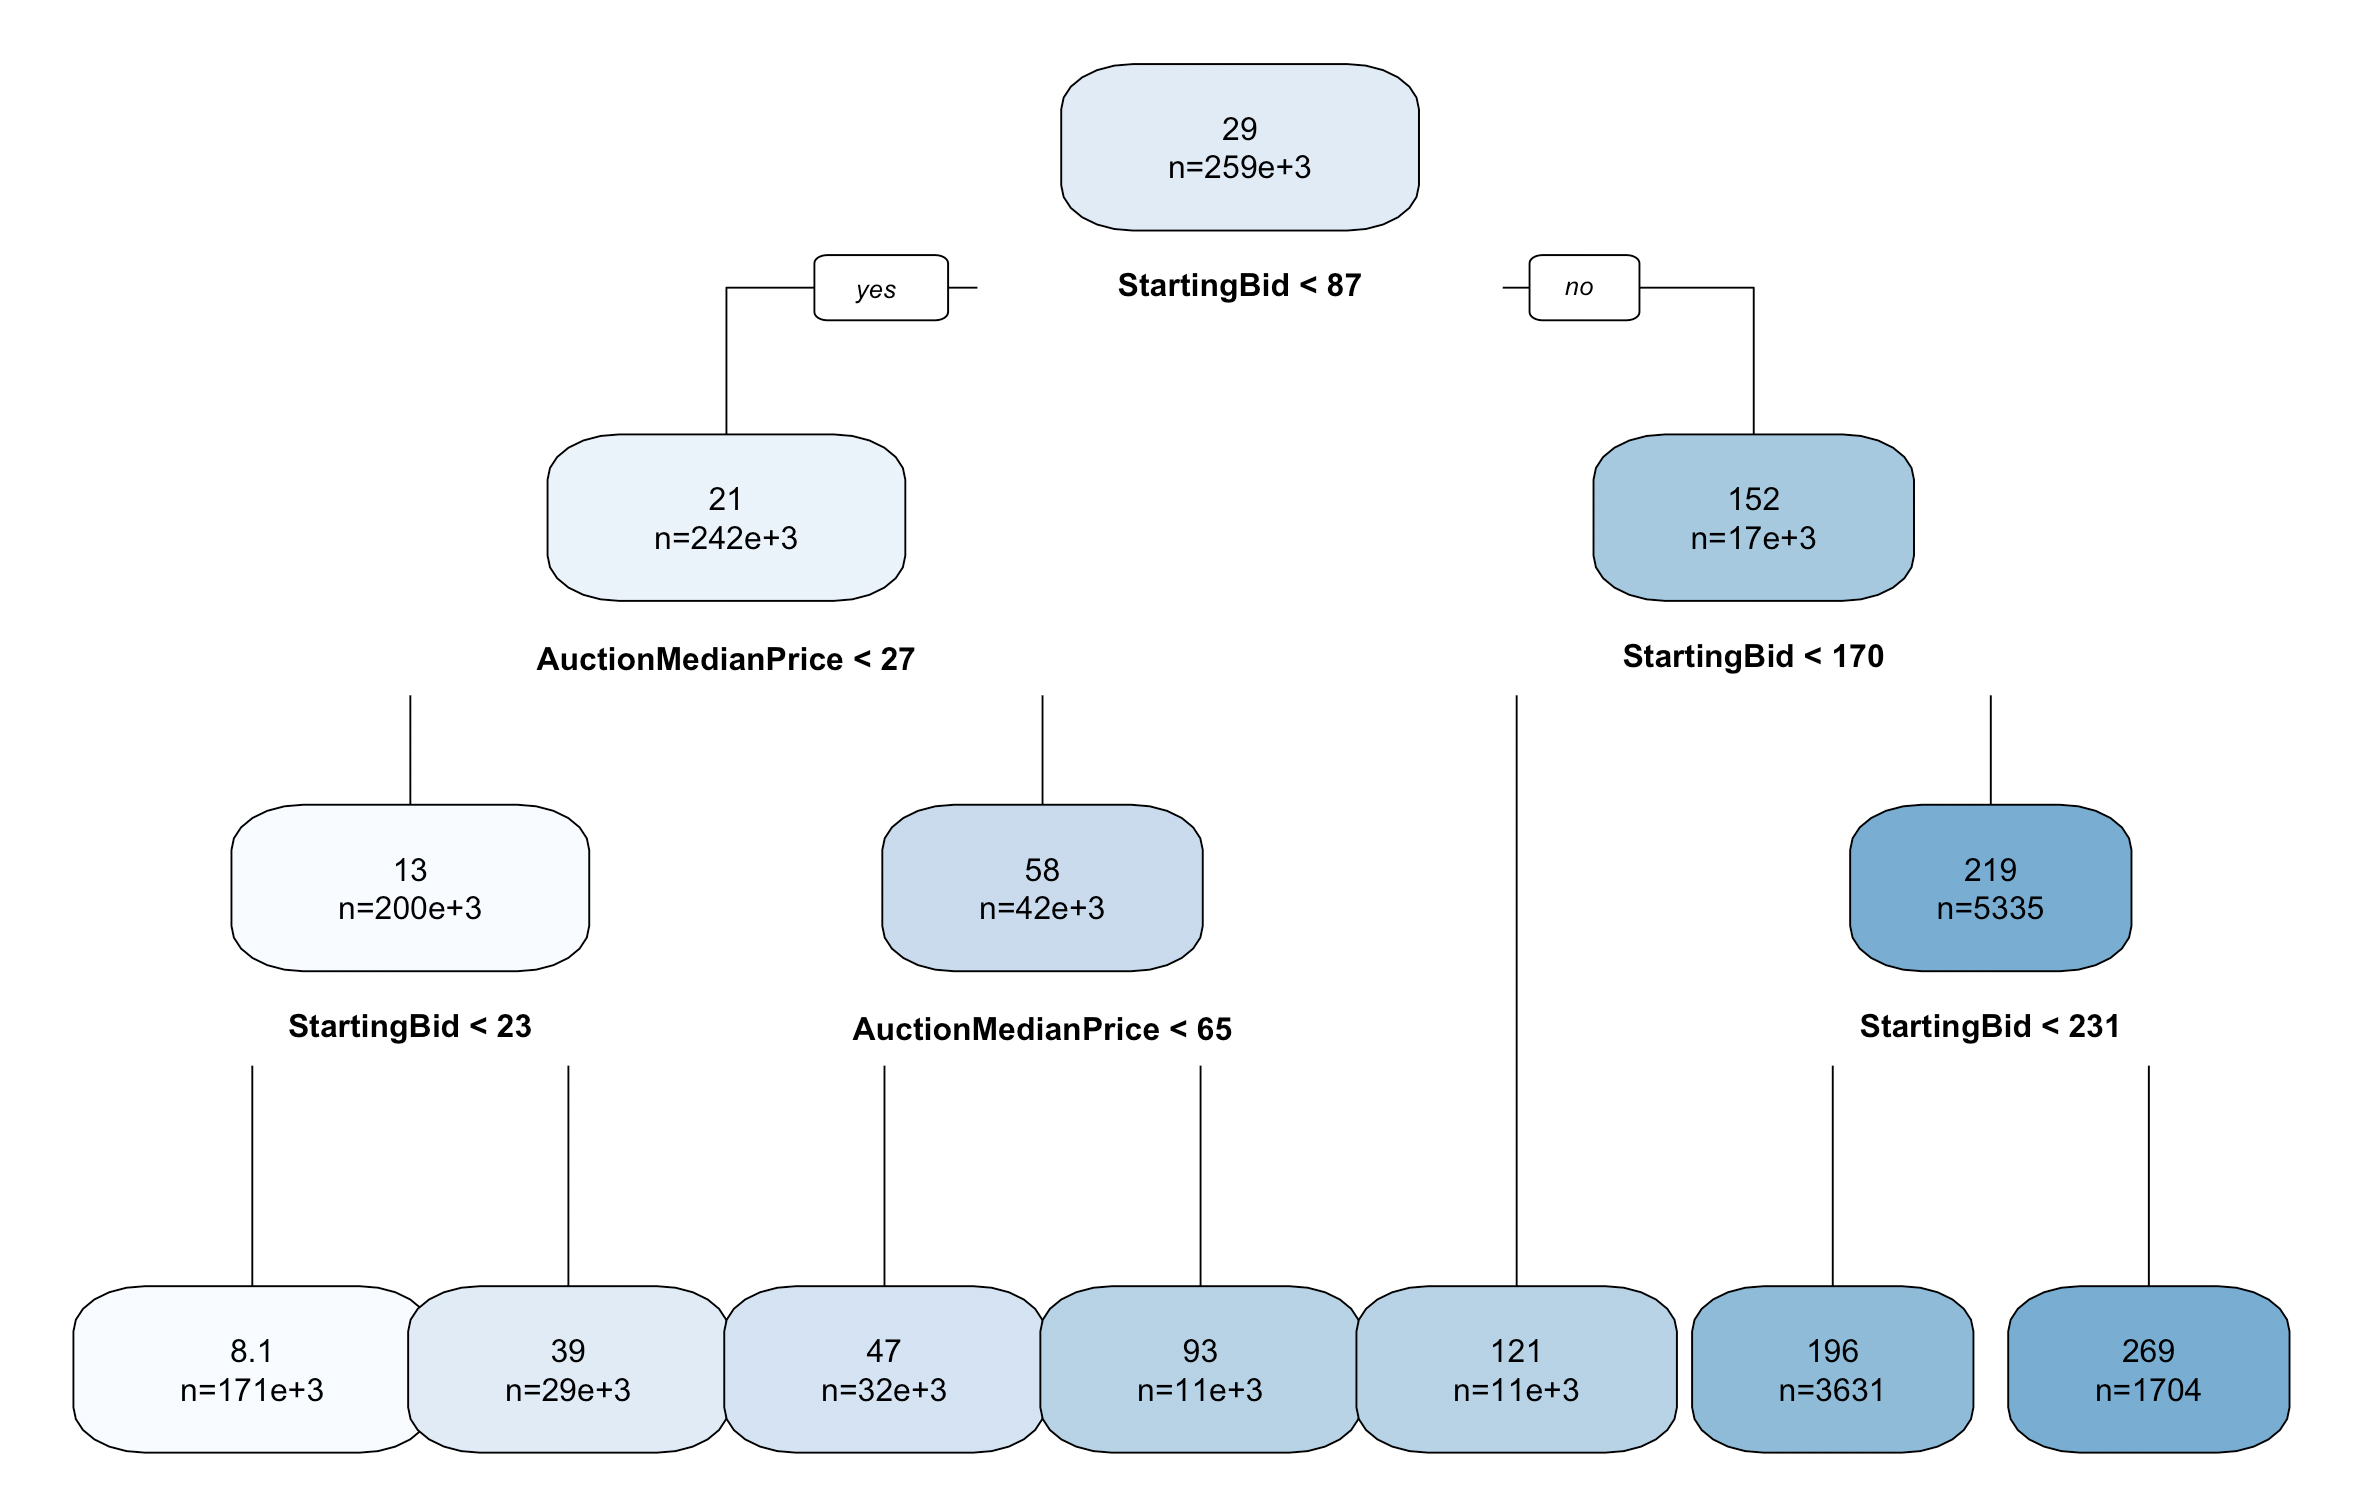 29
n=259e+3
yes
StartingBid < 87
no
21
n=242e+3
152
n=17e+3
AuctionMedianPrice < 27
StartingBid < 170
13
n=200e+3
58
n=42e+3
219
n=5335
StartingBid < 23
AuctionMedianPrice < 65
StartingBid < 231
8.1
n=171e+3
39
n=29e+3
47
n=32e+3
93
n=11e+3
121
n=11e+3
196
n=3631
269
n=1704